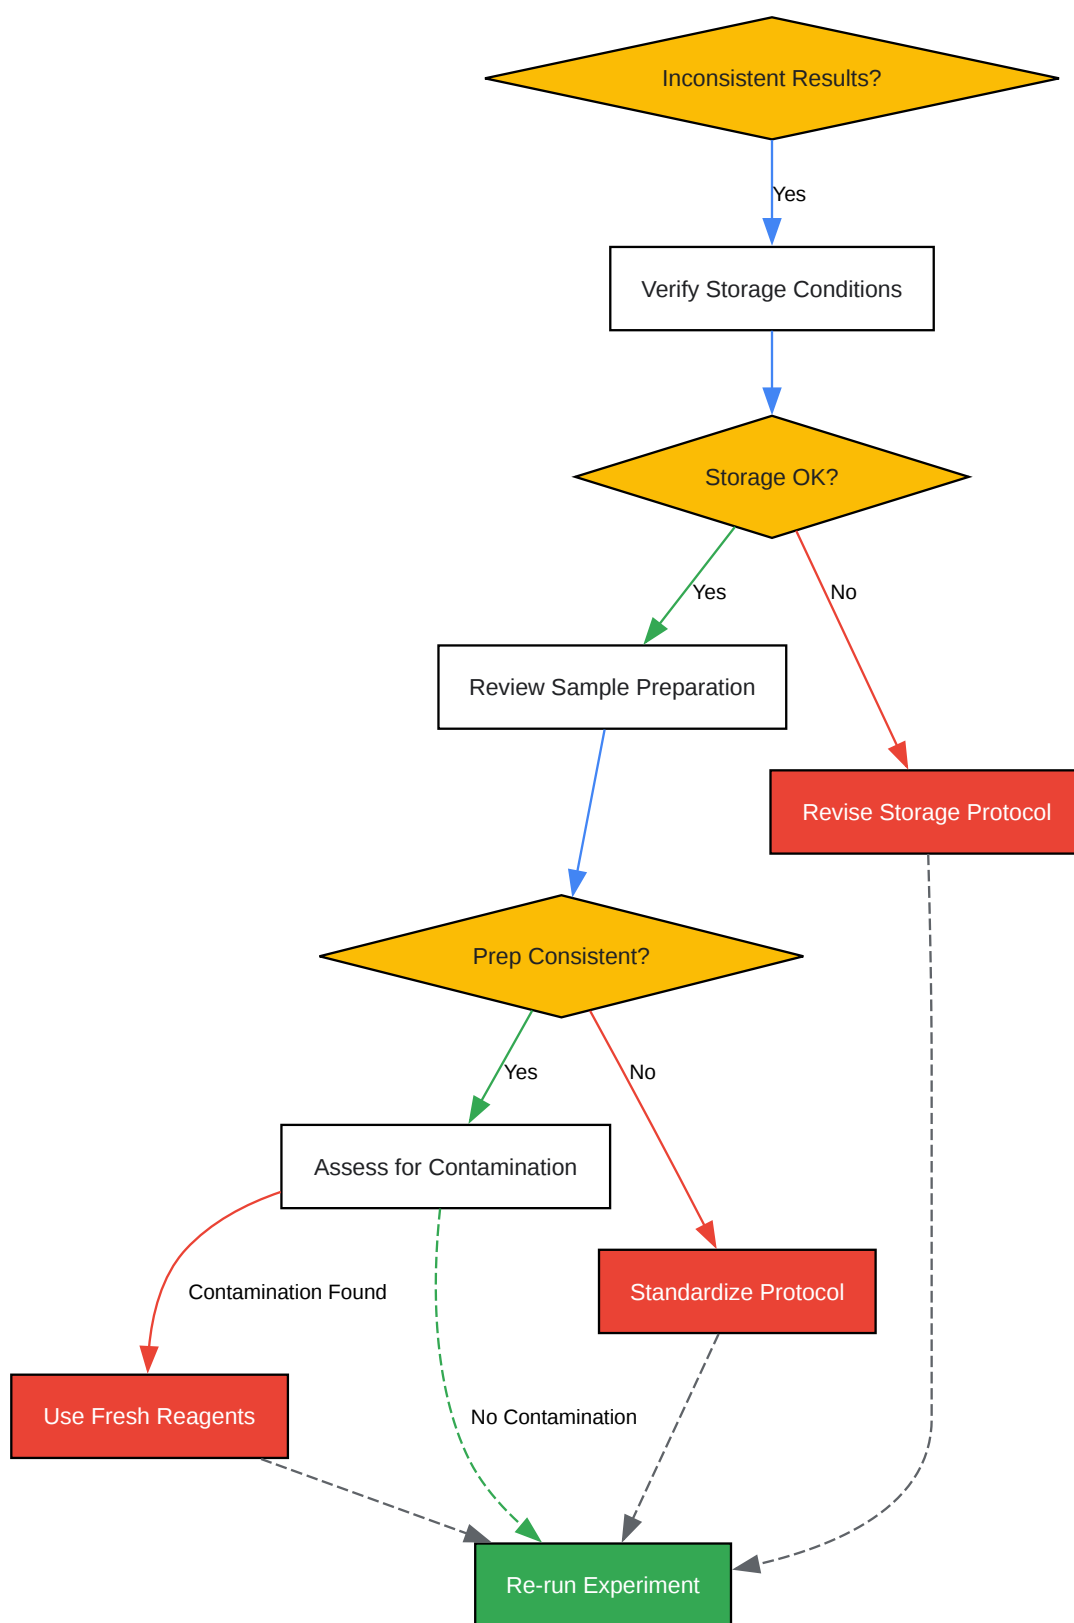 Inconsistent Results?
Yes
Verify Storage Conditions
Storage OK?
Yes
No
Review Sample Preparation
Revise Storage Protocol
Prep Consistent?
Yes
No
Assess for Contamination
Contamination Found
Standardize Protocol
Use Fresh Reagents
No Contamination
Re-run Experiment